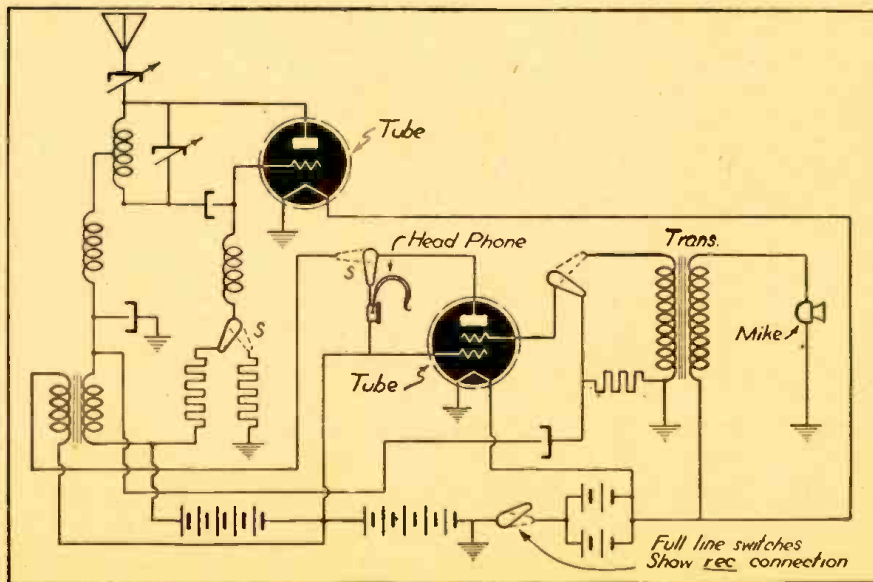 Tube
Head Phone
S
Trans.
S
Mike
Tube
Full line switches
Show rec connection